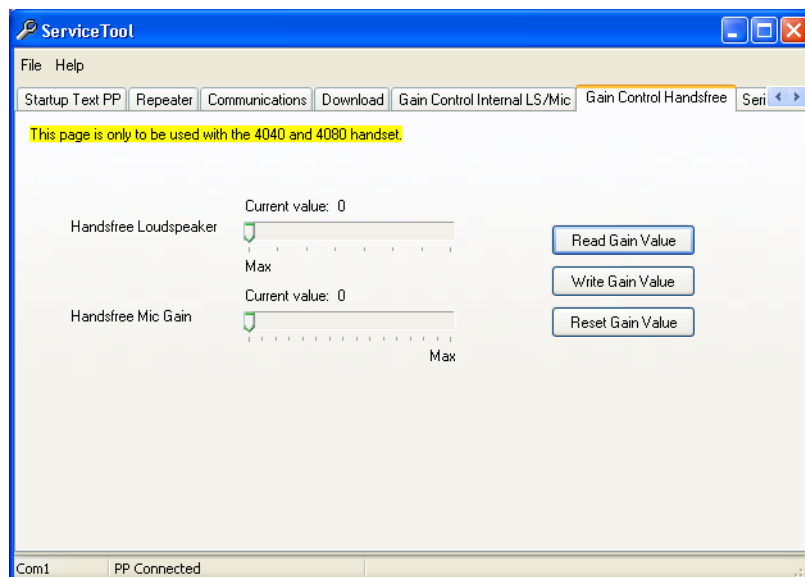 ServiceTool
File Help
Startup Text PP Repeater Communications Download Gain Control Internal LS/Mic Gain Control Handsfree Seri
This page is only to be used with the 4040 and 4080 handset.
Current value: 0
Handsfree Loudspeaker
Read Gain Value
Max
Write Gain Value
Current value: 0
Handsfree Mic Gain
Reset Gain Value
Max
Com1 PP Connected